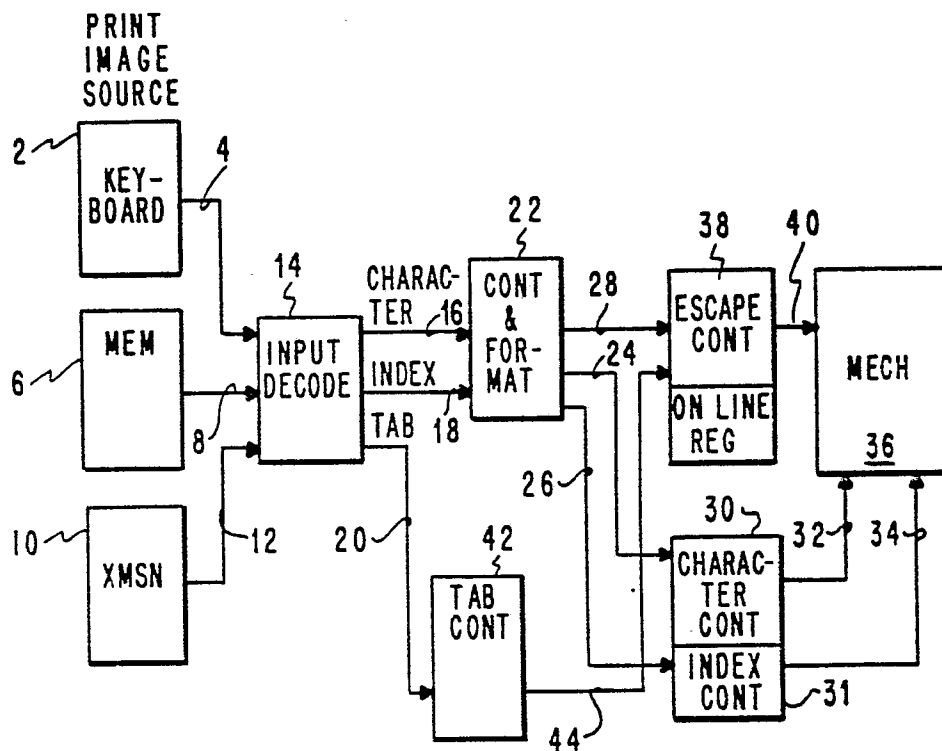 PRINT
IMAGE
SOURCE
2
KEY-
BOARD
4
6
MEM
8
10
XMSN
12
14
INPUT
DECODE
CHARAC-
TER
16
INDEX
18
TAB
20
22
CONT
&
FOR-
MAT
28
24
26
38
ESCAPE
CONT
ON LINE
REG
40
MECH
36
30
CHARAC-
TER
CONT
INDEX
CONT
31
32
34
42
TAB
CONT
44